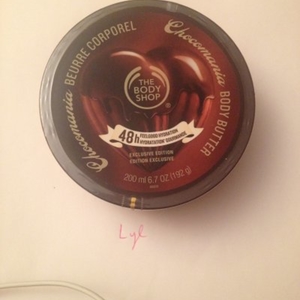 Chocomania BEURRE CORPOREL
Chocomania BODY BUTTER
THE
BODY
SHOP
48h
EXCLUSIVE EDITION
EDITION EXCLUSIVE
200 ml 6.7 OZ (192 g)
Lyl